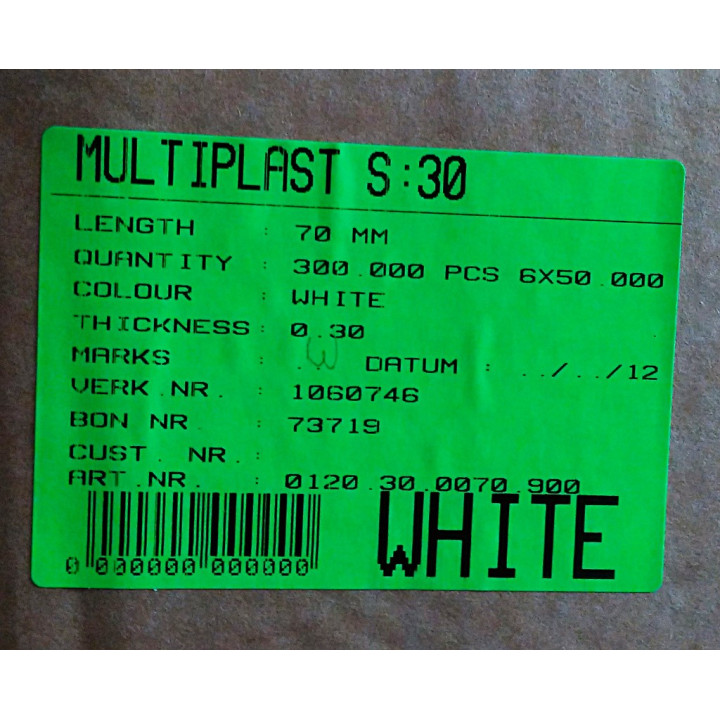 MULTIPLAST S:30
LENGTH : 70 MM
QUANTITY : 300.000 PCS 6X50.000
COLOUR : WHITE
THICKNESS : 0.30
MARKS : .. W DATUM : ../../12
VERK.NR. : 1060746
BON NR. : 73719
CUST. NR. :
ART.NR. : 0120.30.0070.900
WHITE
0 000000 000000